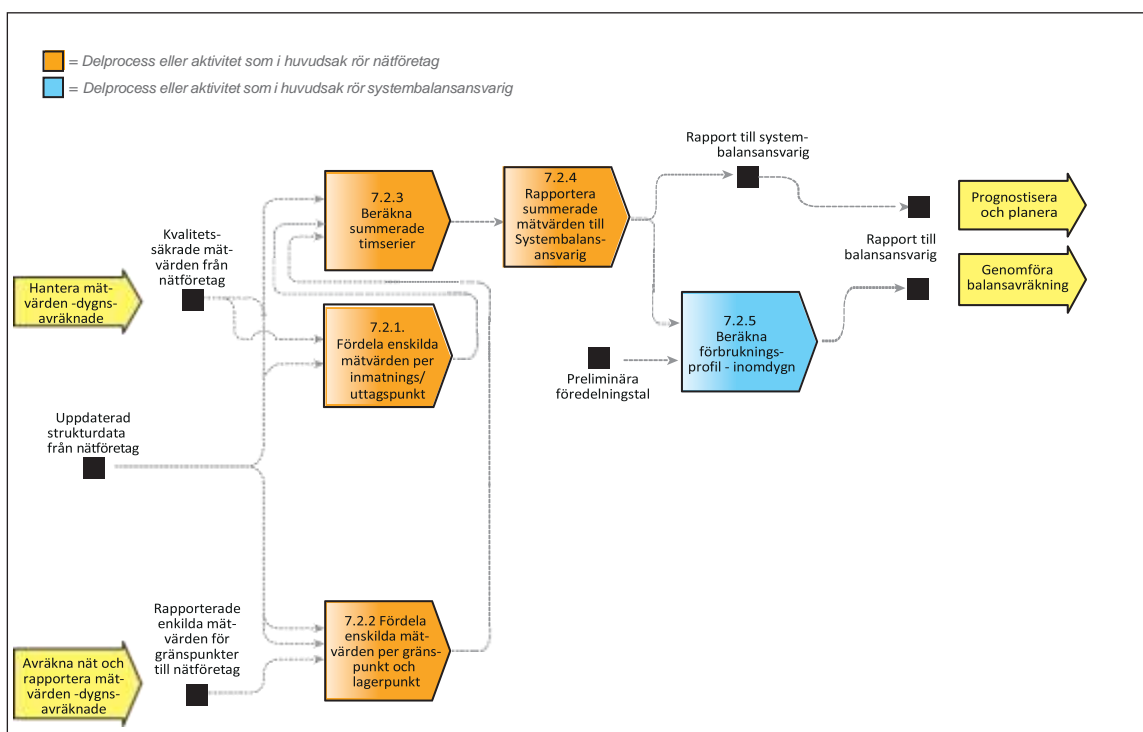 = Delprocess eller aktivitet som i huvudsak rör nätföretag
= Delprocess eller aktivitet som i huvudsak rör systembalansansvarig
Rapport till system-
balansansvarig
7.2.3
Beräkna
summerade
timserier
7.2.4
Rapportera
summerade
mätvärden till
Systembalans-
ansvarig
Prognostisera
och planera
Kvalitetss-
säkrade mät-
värden från
nätföretag
Rapport till
balansansvarig
Genomföra
balansavräkning
Hantera mät-
värden -dygns-
avräknade
7.2.1.
Fördela enskilda
mätvärden per
inmatnings/
uttagspunkt
7.2.5
Beräkna
förbruknings-
profil - inomdygn
Preliminära
föredelningstal
Uppdaterad
strukturdata
från nätföretag
Rapporterade
enkilda mät-
värden för
gränspunkter
till nätföretag
7.2.2 Fördela
enskilda mät-
värden per gräns-
punkt och
lagerpunkt
Avräkna nät och
rapportera mät-
värden -dygns-
avräknade